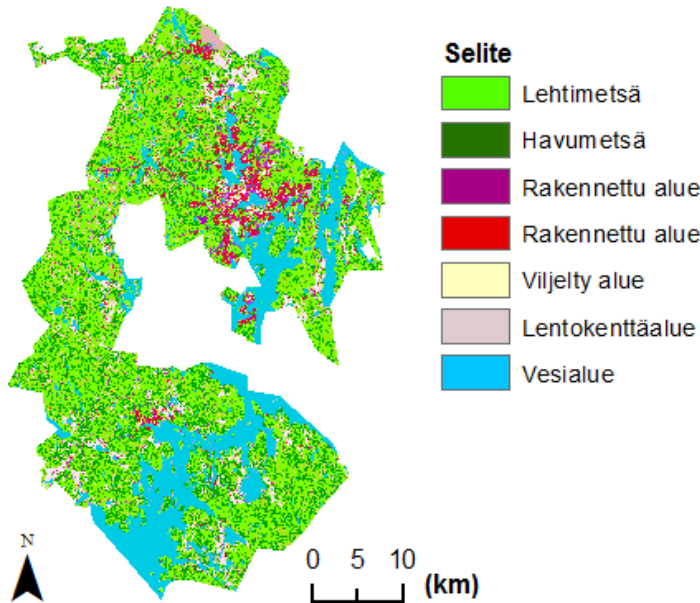 Selite
Lehtimetsä
Havumetsä
Rakennettu alue
Rakennettu alue
Viljelty alue
Lentokenttäalue
Vesialue
N
0 5 10
(km)